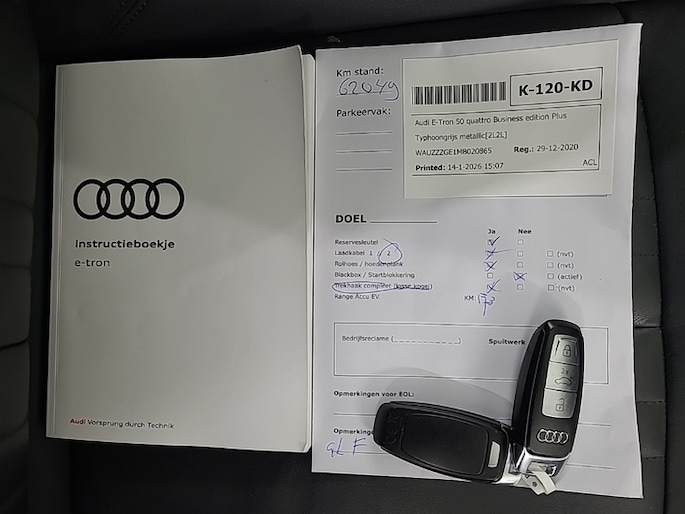 Instructieboekje
e-tron
Audi Vorsprung durch Technik
Km stand:
62049
Parkeervak:
K-120-KD
Audi E-Tron 50 quattro Business edition Plus
Typhoongrijs metallic[2L2L]
WAUZZZGE1MB020865 Reg.: 29-12-2020
Printed: 14-1-2026 15:07 ACL
DOEL
Ja Nee
Reservesleutel
Laadkabel 1 / 2 (nvt)
Rolhoes / hoedenplank (nvt)
Blackbox / Startblokkering (actief)
Trekhaak compleet (losse kogel) (nvt)
Range Accu EV. KM:
Bedrijfsreclame ( ) Spuitwerk
Opmerkingen voor EOL:
Opmerkinge
2x